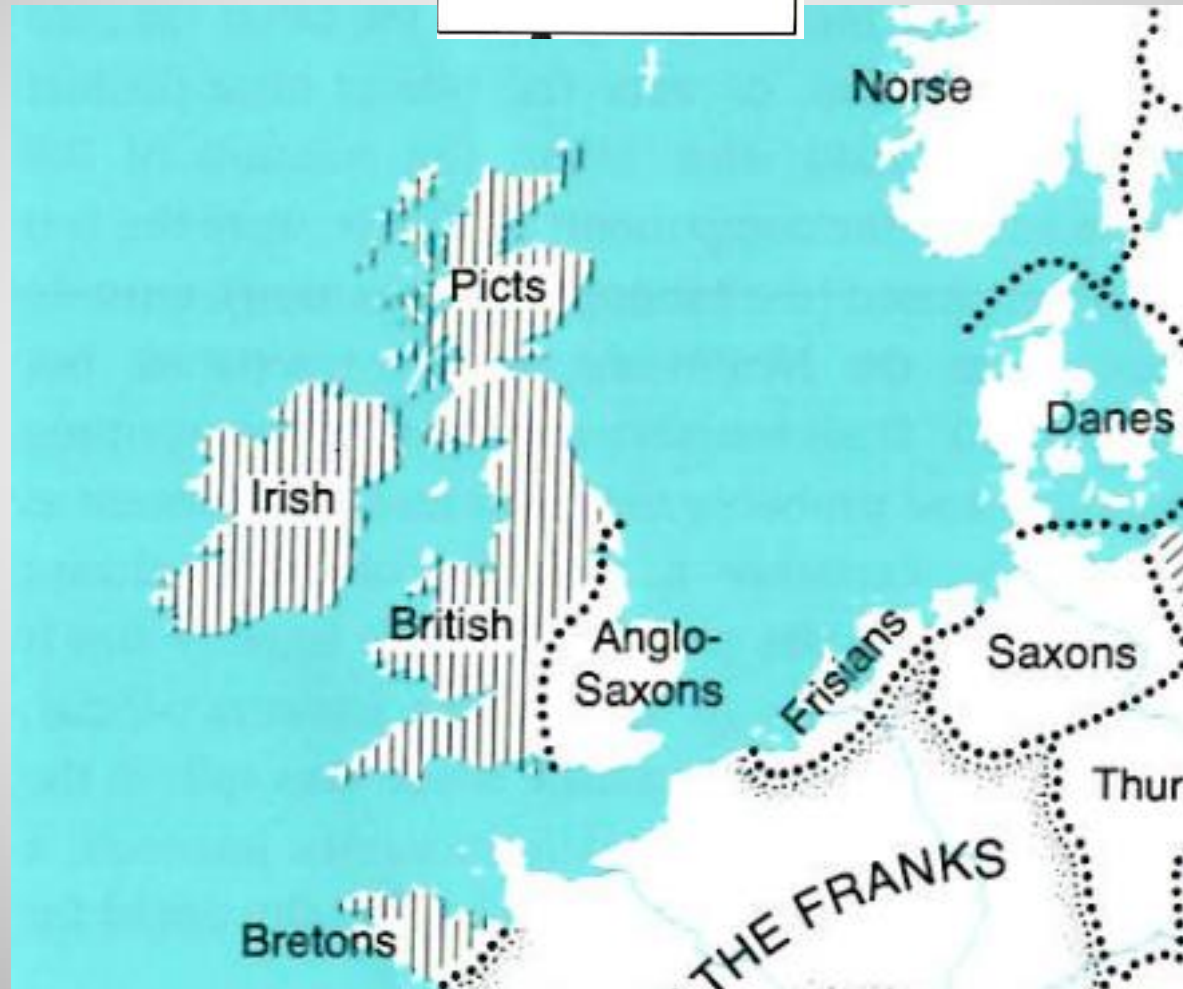 Norse
Picts
Danes
Irish
British
Anglo-
Saxons
Frisians
Saxons
Thur
THE FRANKS
Bretons